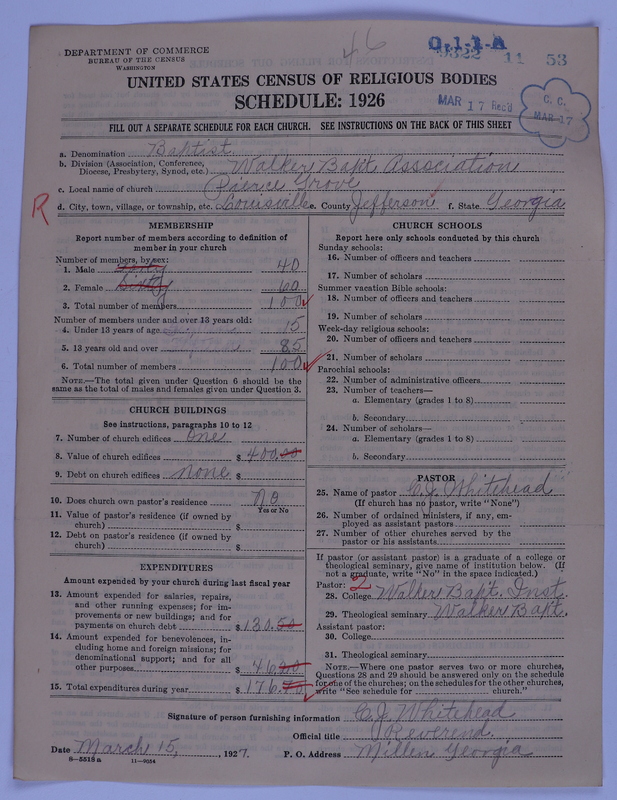 46
Q-1-1-A
9322 11 53
DEPARTMENT OF COMMERCE
BUREAU OF THE CENSUS
WASHINGTON
UNITED STATES CENSUS OF RELIGIOUS BODIES
SCHEDULE: 1926
MAR 17 Rec'd
C. C.
MAR 17
FILL OUT A SEPARATE SCHEDULE FOR EACH CHURCH. SEE INSTRUCTIONS ON THE BACK OF THIS SHEET
a. Denomination Baptist
b. Division (Association, Conference, Diocese, Presbytery, Synod, etc.) Walker Bapt. Association
c. Local name of church Pierce Grove
R d. City, town, village, or township, etc. Louisville e. County Jefferson f. State Georgia
MEMBERSHIP
Report number of members according to definition of
member in your church
Number of members, by sex:
1. Male Forty 40
2. Female Sixty 60
3. Total number of members 100
Number of members under and over 13 years old:
4. Under 13 years of age 15
5. 13 years old and over 85
6. Total number of members 100
NOTE.—The total given under Question 6 should be the
same as the total of males and females given under Question 3.
CHURCH BUILDINGS
See instructions, paragraphs 10 to 12
7. Number of church edifices One
8. Value of church edifices $ 400.00
9. Debt on church edifices None $
10. Does church own pastor's residence No
Yes or No
11. Value of pastor's residence (if owned by
church) $
12. Debt on pastor's residence (if owned by
church) $
EXPENDITURES
Amount expended by your church during last fiscal year
13. Amount expended for salaries, repairs,
and other running expenses; for im-
provements or new buildings; and for
payments on church debt $ 130.50
14. Amount expended for benevolences, in-
cluding home and foreign missions; for
denominational support; and for all
other purposes $ 46.20
15. Total expenditures during year $ 176.70
CHURCH SCHOOLS
Report here only schools conducted by this church
Sunday schools:
16. Number of officers and teachers
17. Number of scholars
Summer vacation Bible schools:
18. Number of officers and teachers
19. Number of scholars
Week-day religious schools:
20. Number of officers and teachers
21. Number of scholars
Parochial schools:
22. Number of administrative officers
23. Number of teachers—
a. Elementary (grades 1 to 8)
b. Secondary
24. Number of scholars—
a. Elementary (grades 1 to 8)
b. Secondary
PASTOR
25. Name of pastor C. J. Whitehead
(If church has no pastor, write "None")
26. Number of ordained ministers, if any, em-
ployed as assistant pastors
27. Number of other churches served by the
pastor or his assistants
If pastor (or assistant pastor) is a graduate of a college or
theological seminary, give name of institution below. (If
not a graduate, write "No" in the space indicated.)
Pastor: 2
28. College Walker Bapt. Inst.
29. Theological seminary Walker Bapt.
Assistant pastor:
30. College
31. Theological seminary
NOTE.—Where one pastor serves two or more churches,
Questions 28 and 29 should be answered only on the schedule
for one of the churches; on the schedules for the other churches,
write "See schedule for church."
Signature of person furnishing information C. J. Whitehead
Official title Reverend
Date March 15, , 1927. P. O. Address Millen Georgia
8-5518 a 11-9054